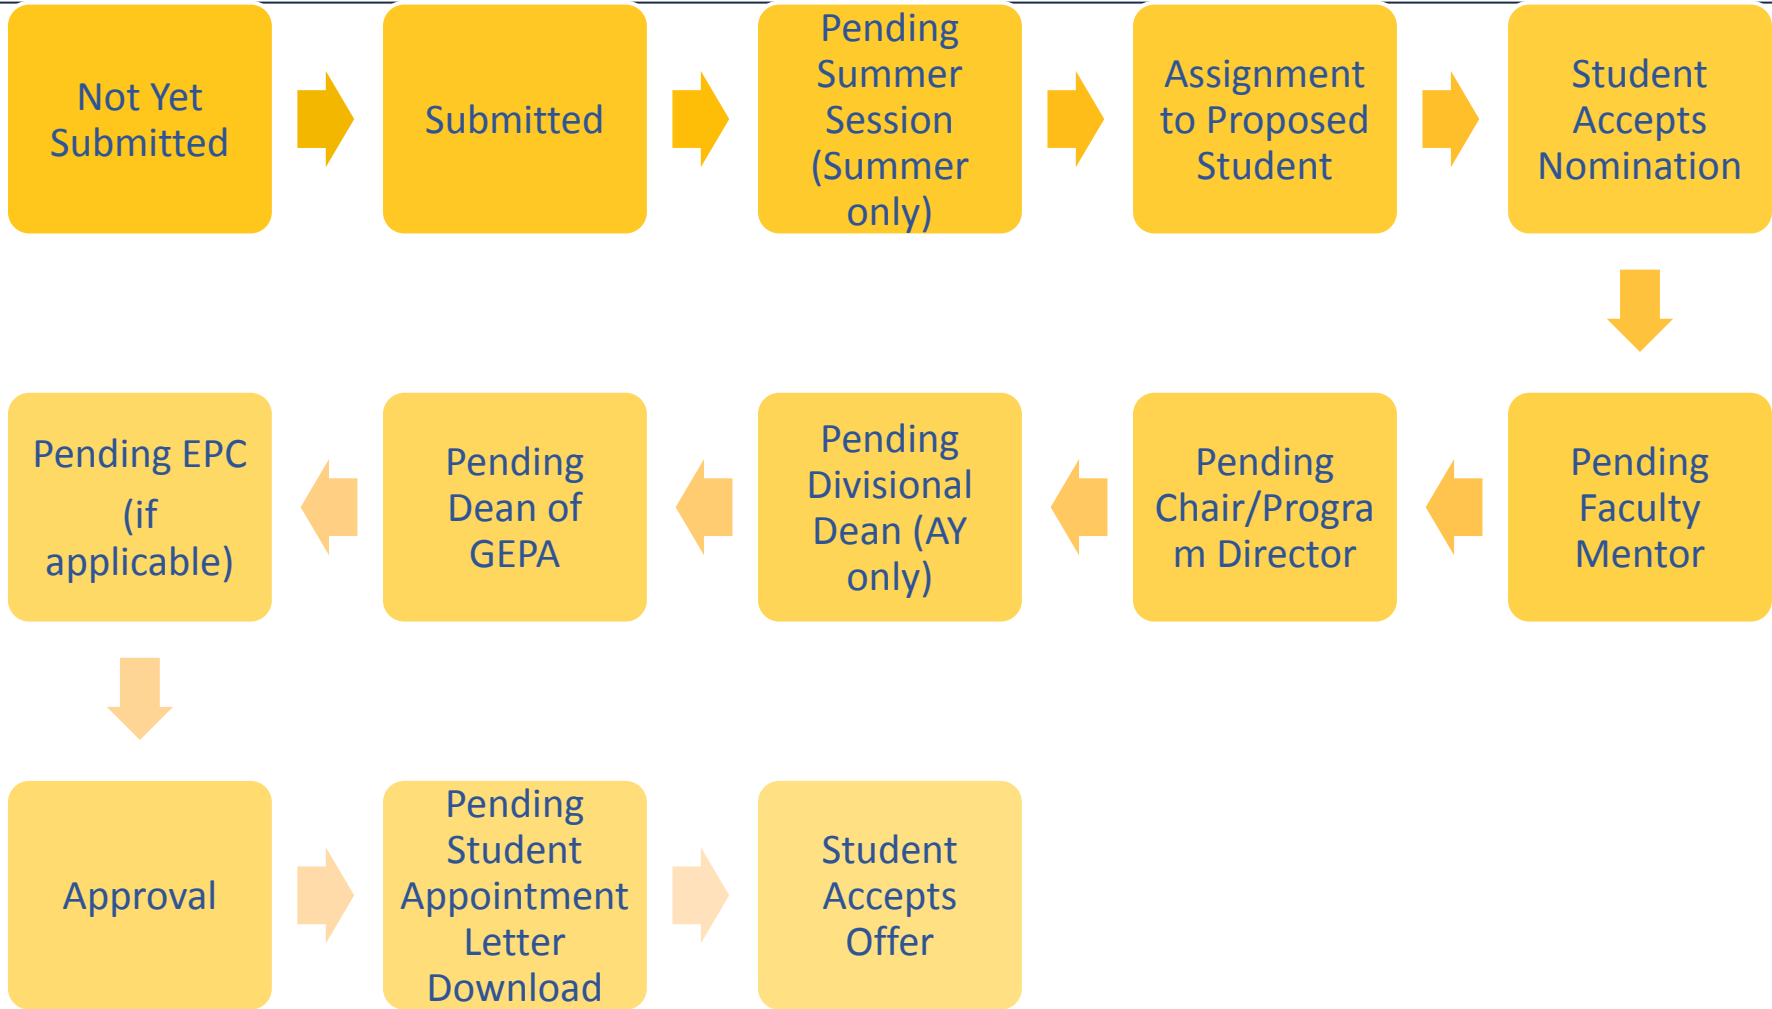 Not Yet
Submitted
Submitted
Pending
Summer
Session
(Summer
only)
Assignment
to Proposed
Student
Student
Accepts
Nomination
Pending
Faculty
Mentor
Pending
Chair/Progra
m Director
Pending
Divisional
Dean (AY
only)
Pending
Dean of
GEPA
Pending EPC
(if
applicable)
Approval
Pending
Student
Appointment
Letter
Download
Student
Accepts
Offer